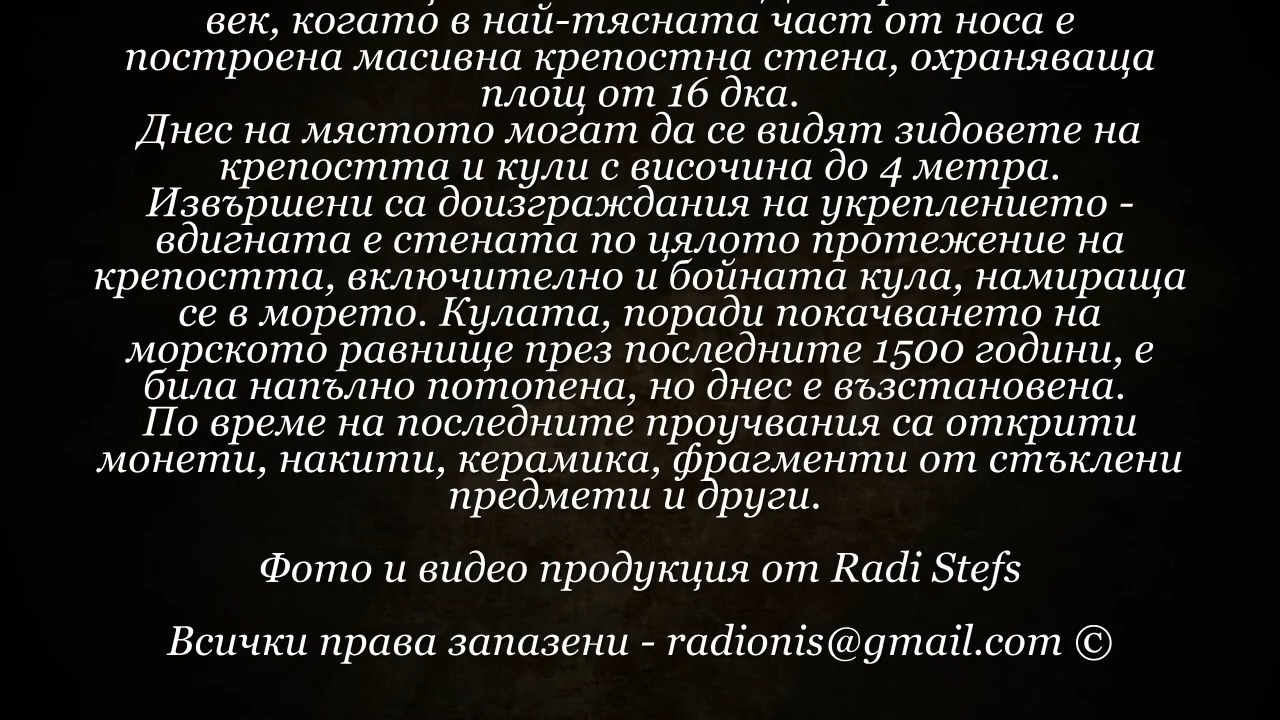 век, когато в най-тясната част от носа е
построена масивна крепостна стена, охраняваща
площ от 16 дка.
Днес на мястото могат да се видят зидовете на
крепостта и кули с височина до 4 метра.
Извършени са доизграждания на укреплението -
вдигната е стената по цялото протежение на
крепостта, включително и бойната кула, намираща
се в морето. Кулата, поради покачването на
морското равнище през последните 1500 години, е
била напълно потопена, но днес е възстановена.
По време на последните проучвания са открити
монети, накити, керамика, фрагменти от стъклени
предмети и други.
Фото и видео продукция от Radi Stefs
Всички права запазени - radionis@gmail.com ©